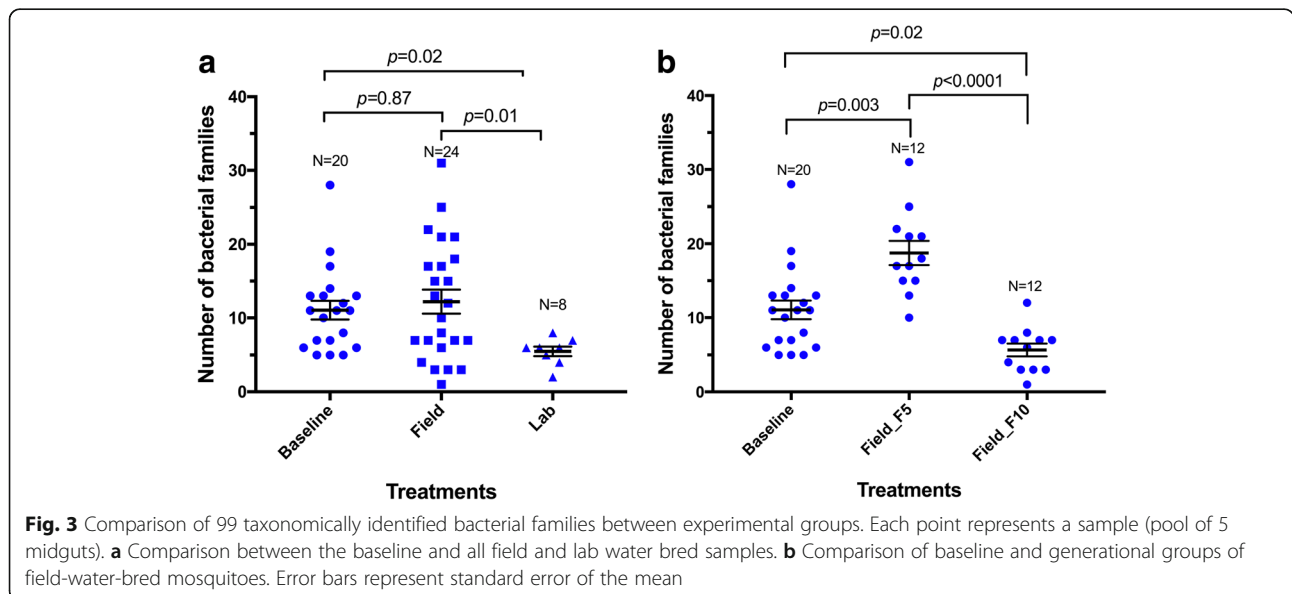 a
p=0.02
p=0.87
p=0.01
N=20
N=24
N=8
40
30
20
10
0
Number of bacterial families
Baseline
Field
Lab
Treatments
b
p=0.02
p<0.0001
p=0.003
N=20
N=12
N=12
40
30
20
10
0
Number of bacterial families
Baseline
Field_F5
Field_F10
Treatments
Fig. 3 Comparison of 99 taxonomically identified bacterial families between experimental groups. Each point represents a sample (pool of 5
midguts). a Comparison between the baseline and all field and lab water bred samples. b Comparison of baseline and generational groups of
field-water-bred mosquitoes. Error bars represent standard error of the mean